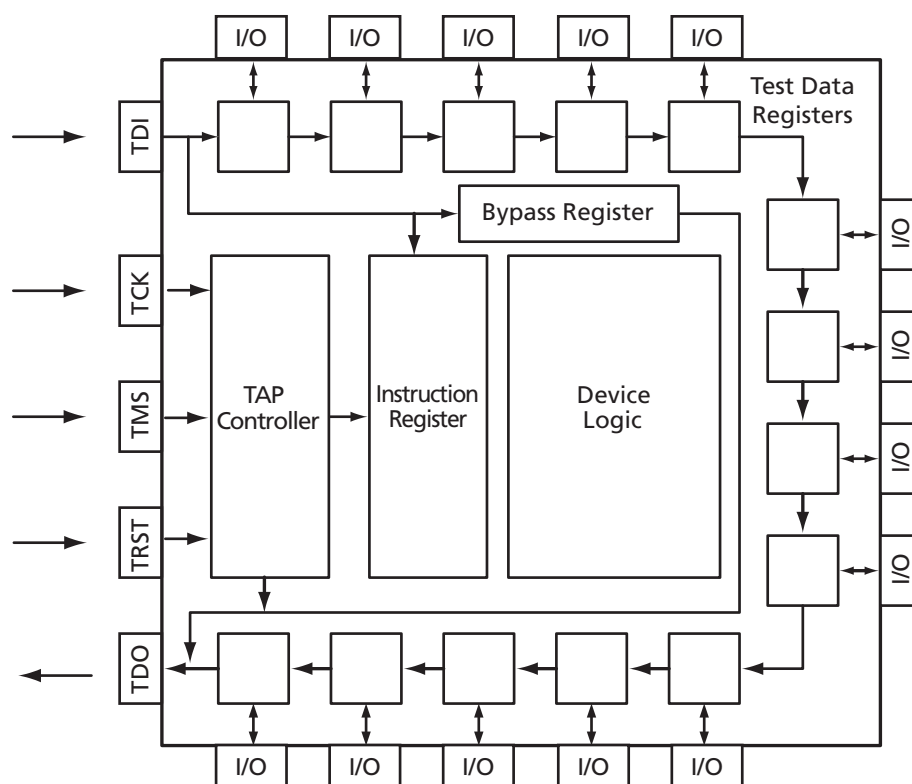 I/O
I/O
I/O
I/O
I/O
Test Data
Registers
TDI
Bypass Register
I/O
TCK
I/O
TMS
TAP
Controller
Instruction
Register
Device
Logic
I/O
TRST
I/O
TDO
I/O
I/O
I/O
I/O
I/O